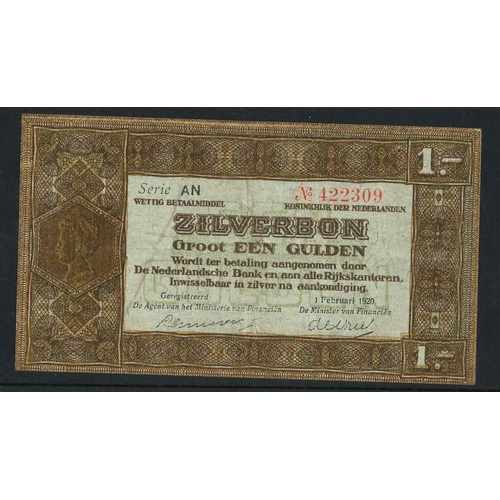 1.-
Serie AN № 422309
WETTIG BETAALMIDDEL KONINKRIJK DER NEDERLANDEN
ZILVERBON
Groot EEN GULDEN
Wordt ter betaling aangenomen door
De Nederlandsche Bank en aan alle Rijkskantoren.
Inwisselbaar in zilver na aankondiging.
Geregistreerd 1 Februari 1920
De Agent van het Ministerie van Financiën De Minister van Financiën
1.-